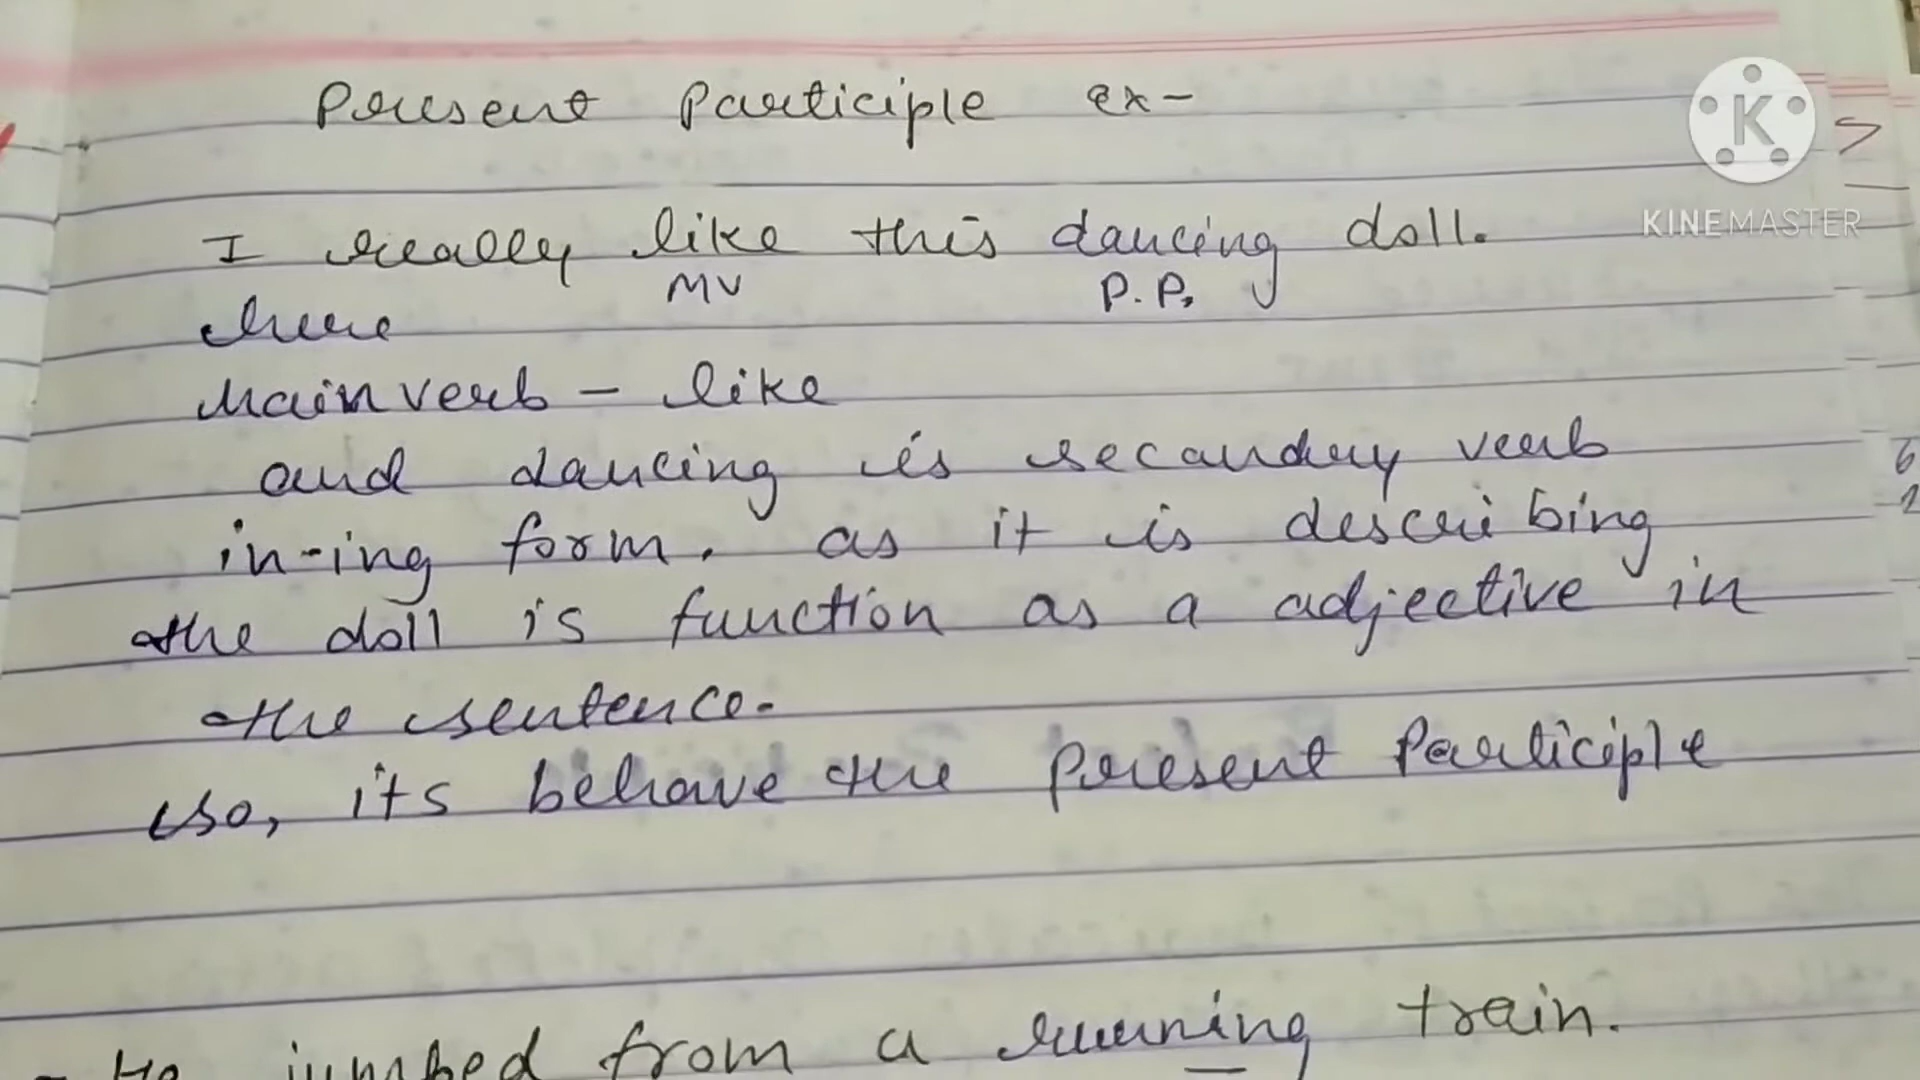 Present Participle ex-
K
KINEMASTER
I really like this dancing doll.
MV P.P.
here
Main verb - like
and dancing is secandry verb
in-ing form. as it is describing
the doll is function as a adjective in
the sentence.
so, its behave the Present Participle
- He jumped from a running train.